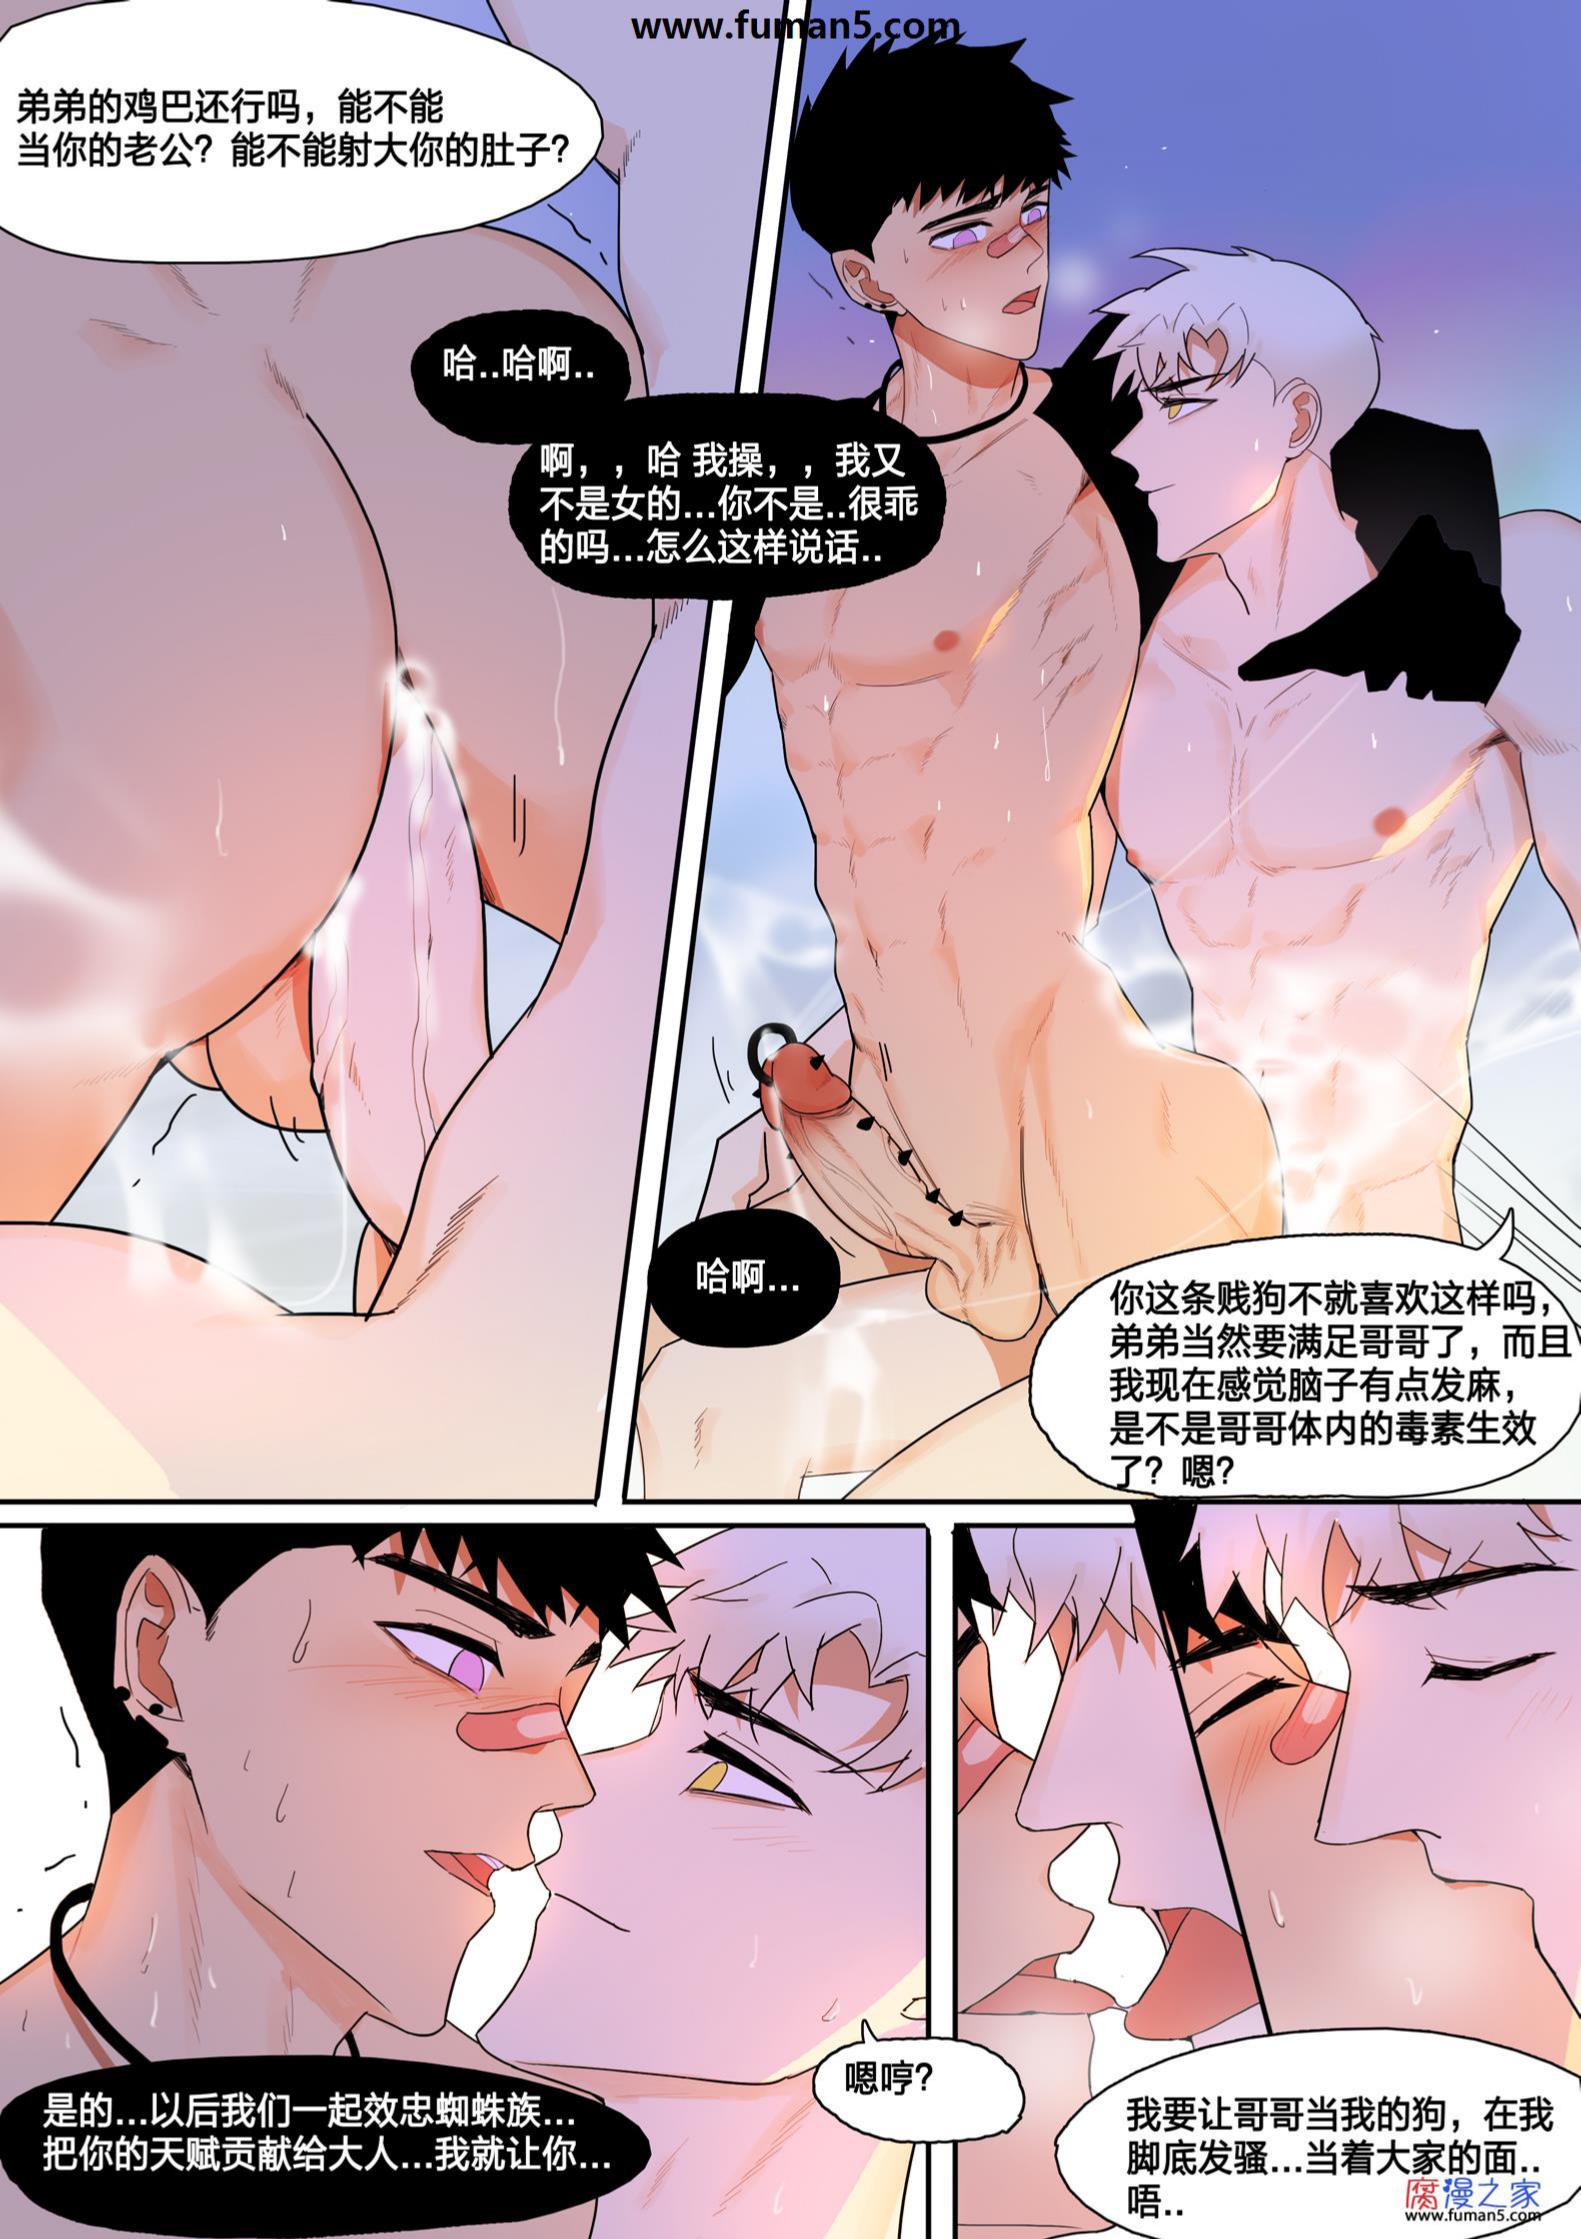 www.fuman5.com
弟弟的鸡巴还行吗，能不能
当你的老公？能不能射大你的肚子？
哈..哈啊..
啊，，哈 我操，，我又
不是女的...你不是..很乖
的吗...怎么这样说话..
哈啊...
你这条贱狗不就喜欢这样吗，
弟弟当然要满足哥哥了，而且
我现在感觉脑子有点发麻，
是不是哥哥体内的毒素生效
了？嗯？
是的...以后我们一起效忠蜘蛛族...
把你的天赋贡献给大人...我就让你...
嗯哼？
我要让哥哥当我的狗，在我
脚底发骚...当着大家的面..
唔..
腐漫之家
www.fuman5.com